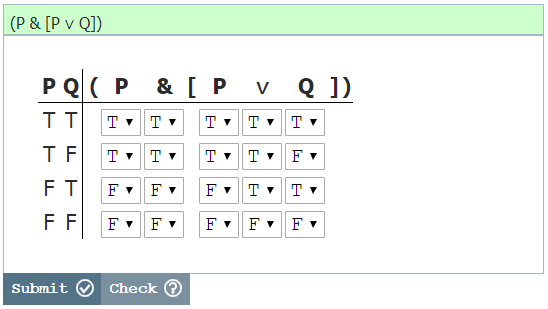 (P & [P ∨ Q])
P Q ( P & [ P ∨ Q ])
T T T T T T T
T F T T T T F
F T F F F T T
F F F F F F F
Submit Check ?